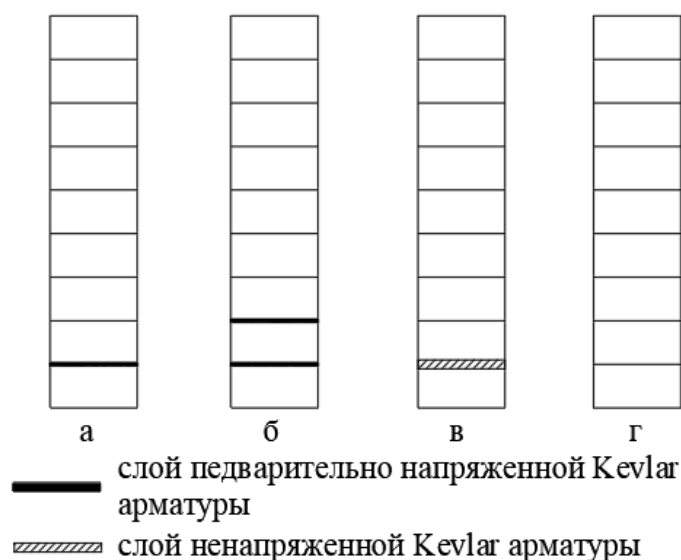 а б в г
слой педварительно напряженной Kevlar
арматуры
слой ненапряженной Kevlar арматуры